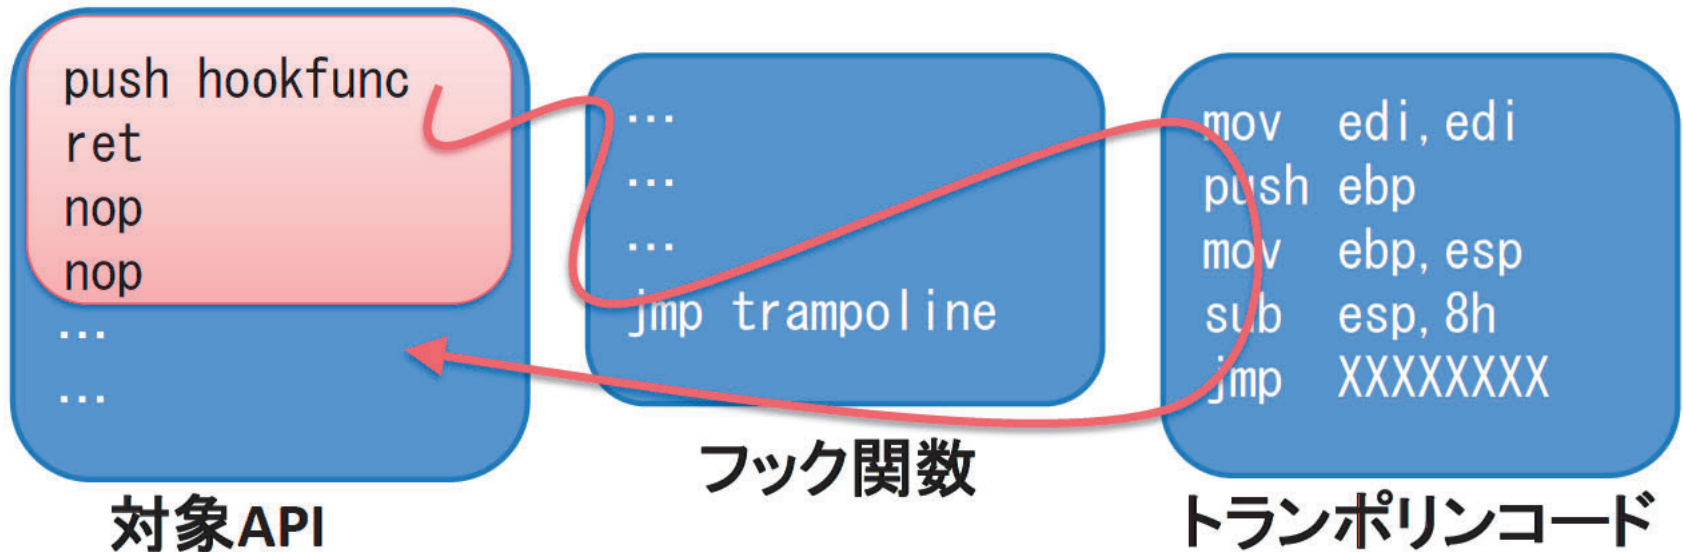 push hookfunc
ret
nop
nop
...
...
対象API
...
...
...
jmp trampoline
フック関数
mov edi,edi
push ebp
mov ebp,esp
sub esp,8h
jmp XXXXXXXX
トランポリンコード